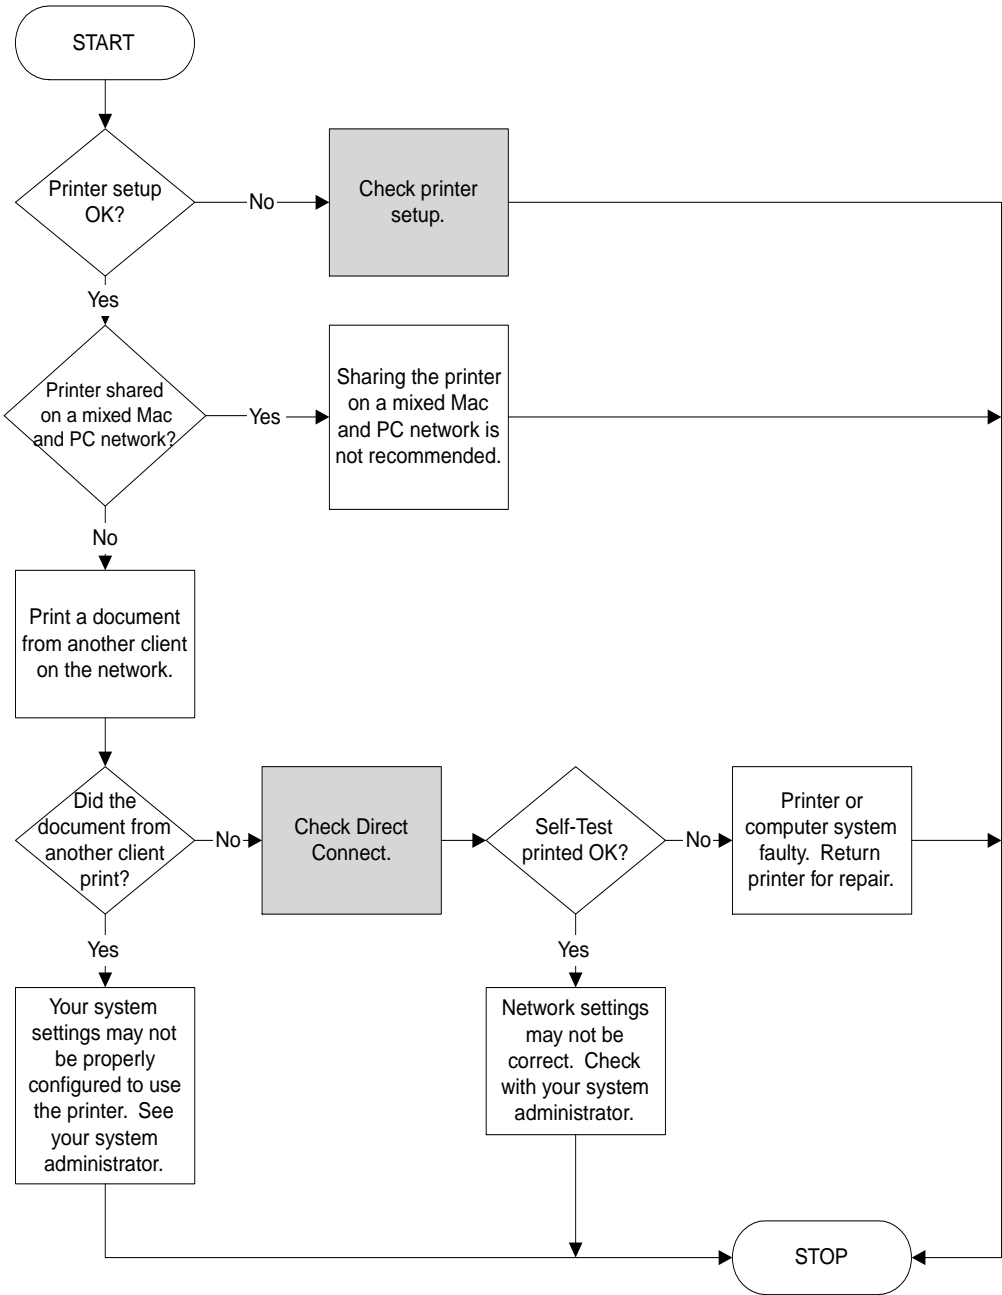 START
Printer setup
OK?
No
Check printer
setup.
Yes
Printer shared
on a mixed Mac
and PC network?
Yes
Sharing the printer
on a mixed Mac
and PC network is
not recommended.
No
Print a document
from another client
on the network.
Did the
document from
another client
print?
No
Check Direct
Connect.
Self-Test
printed OK?
No
Printer or
computer system
faulty. Return
printer for repair.
Yes
Your system
settings may not
be properly
configured to use
the printer. See
your system
administrator.
Yes
Network settings
may not be
correct. Check
with your system
administrator.
STOP